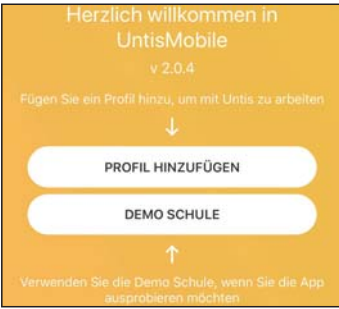 Herzlich willkommen in
UntisMobile
v 2.0.4
Fügen Sie ein Profil hinzu, um mit Untis zu arbeiten
PROFIL HINZUFÜGEN
DEMO SCHULE
Verwenden Sie die Demo Schule, wenn Sie die App
ausprobieren möchten